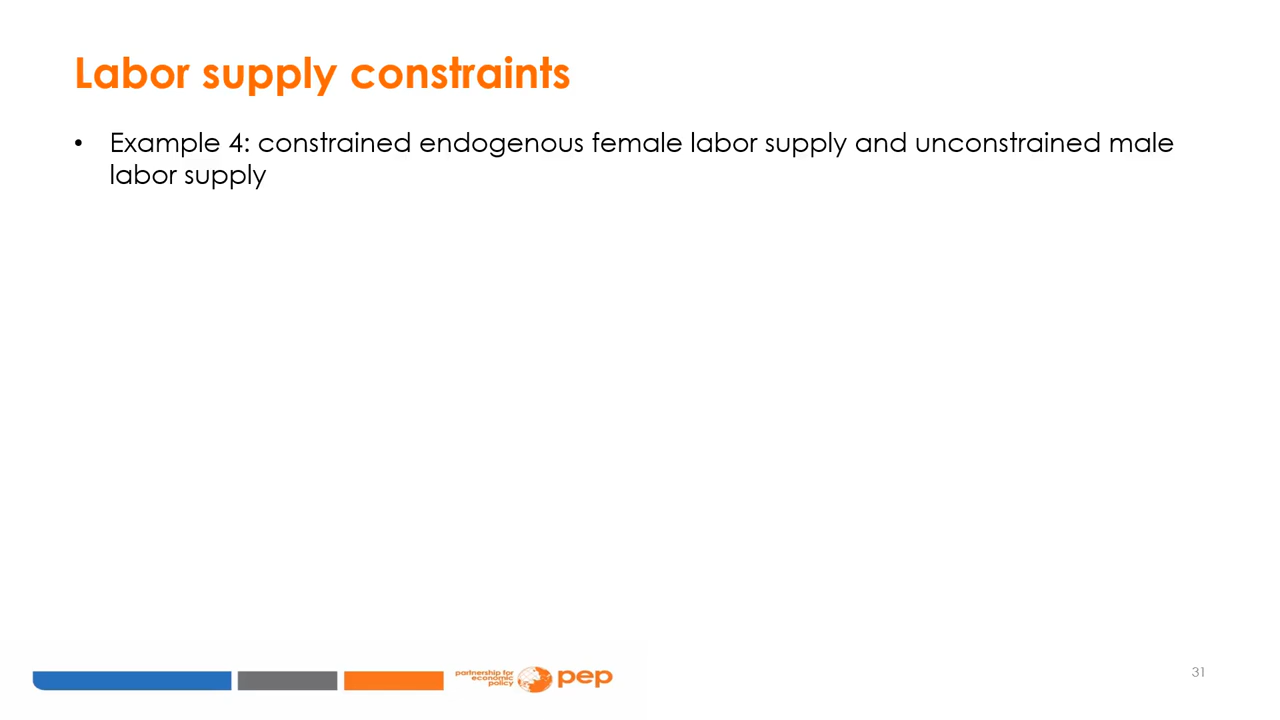 Labor supply constraints
• Example 4: constrained endogenous female labor supply and unconstrained male
labor supply
partnership for
economic
policy
pep
31